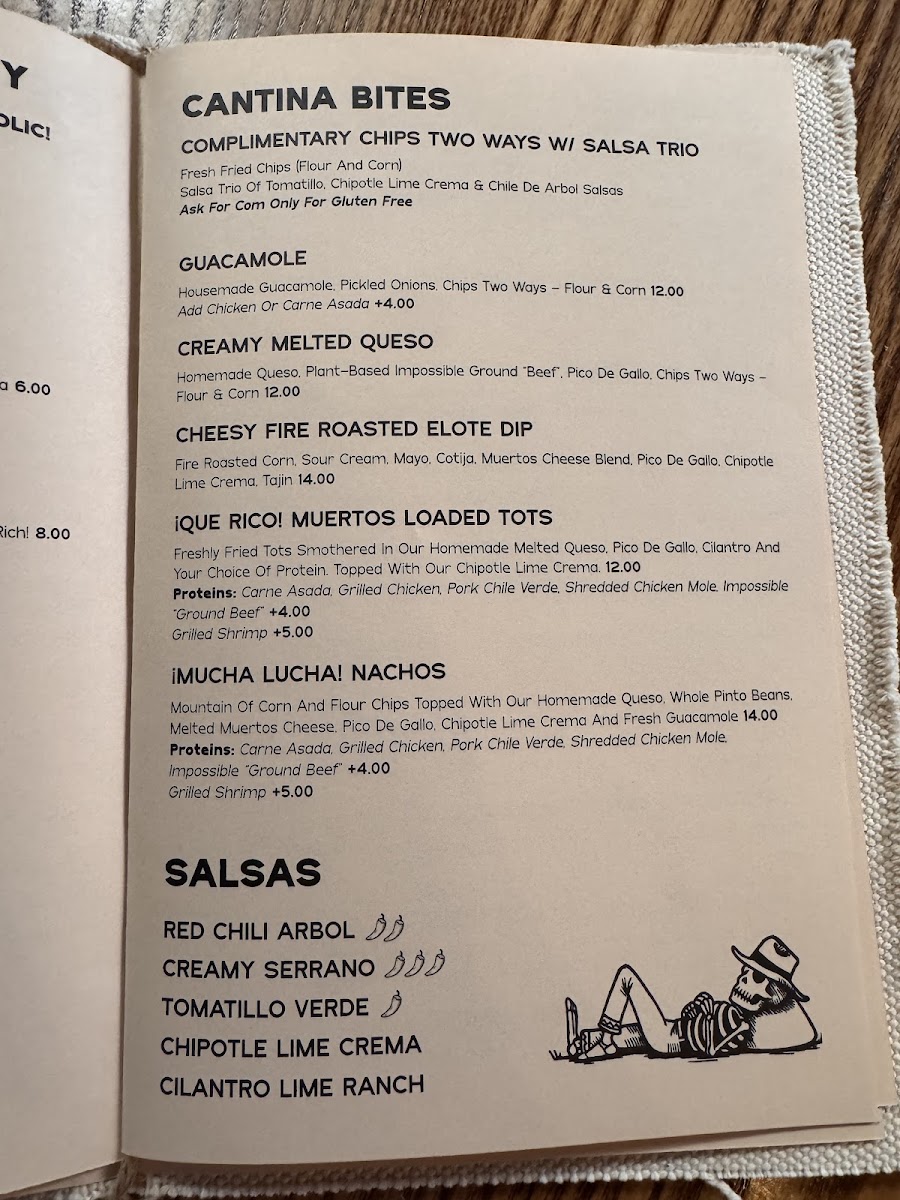 Y
OLIC!
a 6.00
Rich! 8.00
CANTINA BITES
COMPLIMENTARY CHIPS TWO WAYS W/ SALSA TRIO
Fresh Fried Chips (Flour And Corn)
Salsa Trio Of Tomatillo, Chipotle Lime Crema & Chile De Arbol Salsas
Ask For Corn Only For Gluten Free
GUACAMOLE
Housemade Guacamole, Pickled Onions, Chips Two Ways – Flour & Corn 12.00
Add Chicken Or Carne Asada +4.00
CREAMY MELTED QUESO
Homemade Queso, Plant-Based Impossible Ground "Beef", Pico De Gallo, Chips Two Ways –
Flour & Corn 12.00
CHEESY FIRE ROASTED ELOTE DIP
Fire Roasted Corn, Sour Cream, Mayo, Cotija, Muertos Cheese Blend, Pico De Gallo, Chipotle
Lime Crema, Tajin 14.00
¡QUE RICO! MUERTOS LOADED TOTS
Freshly Fried Tots Smothered In Our Homemade Melted Queso, Pico De Gallo, Cilantro And
Your Choice Of Protein. Topped With Our Chipotle Lime Crema. 12.00
Proteins: Carne Asada, Grilled Chicken, Pork Chile Verde, Shredded Chicken Mole, Impossible
"Ground Beef" +4.00
Grilled Shrimp +5.00
¡MUCHA LUCHA! NACHOS
Mountain Of Corn And Flour Chips Topped With Our Homemade Queso, Whole Pinto Beans,
Melted Muertos Cheese, Pico De Gallo, Chipotle Lime Crema And Fresh Guacamole 14.00
Proteins: Carne Asada, Grilled Chicken, Pork Chile Verde, Shredded Chicken Mole,
Impossible "Ground Beef" +4.00
Grilled Shrimp +5.00
SALSAS
RED CHILI ARBOL
CREAMY SERRANO
TOMATILLO VERDE
CHIPOTLE LIME CREMA
CILANTRO LIME RANCH